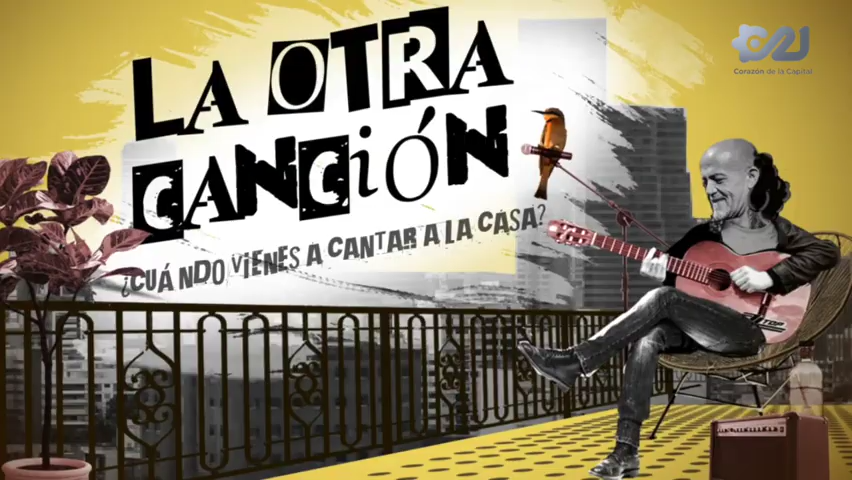 LA OTRA
CANCiÓN
¿CUÁNDO VIENES A CANTAR A LA CASA?
Corazón de la Capital